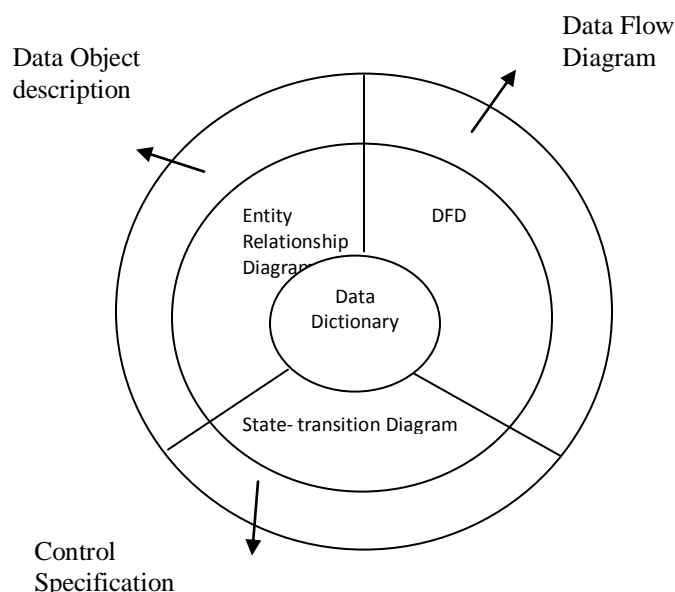 Data Flow
Diagram
Data Object
description
Entity
Relationship
Diagram
DFD
Data
Dictionary
State- transition Diagram
Control
Specification